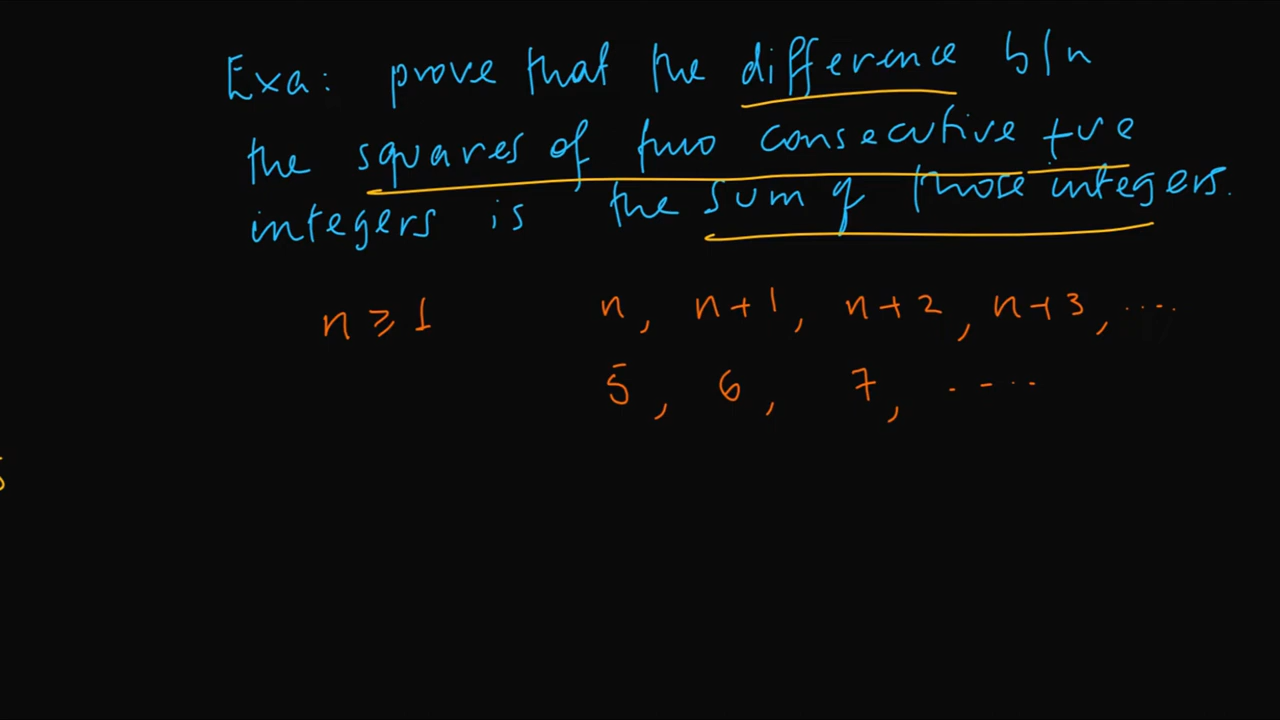 Exa: prove that the difference b/n
the squares of two consecutive +ve
integers is the sum of those integers.
n ≥ 1 n, n+1, n+2, n+3, ....
5, 6, 7, ....